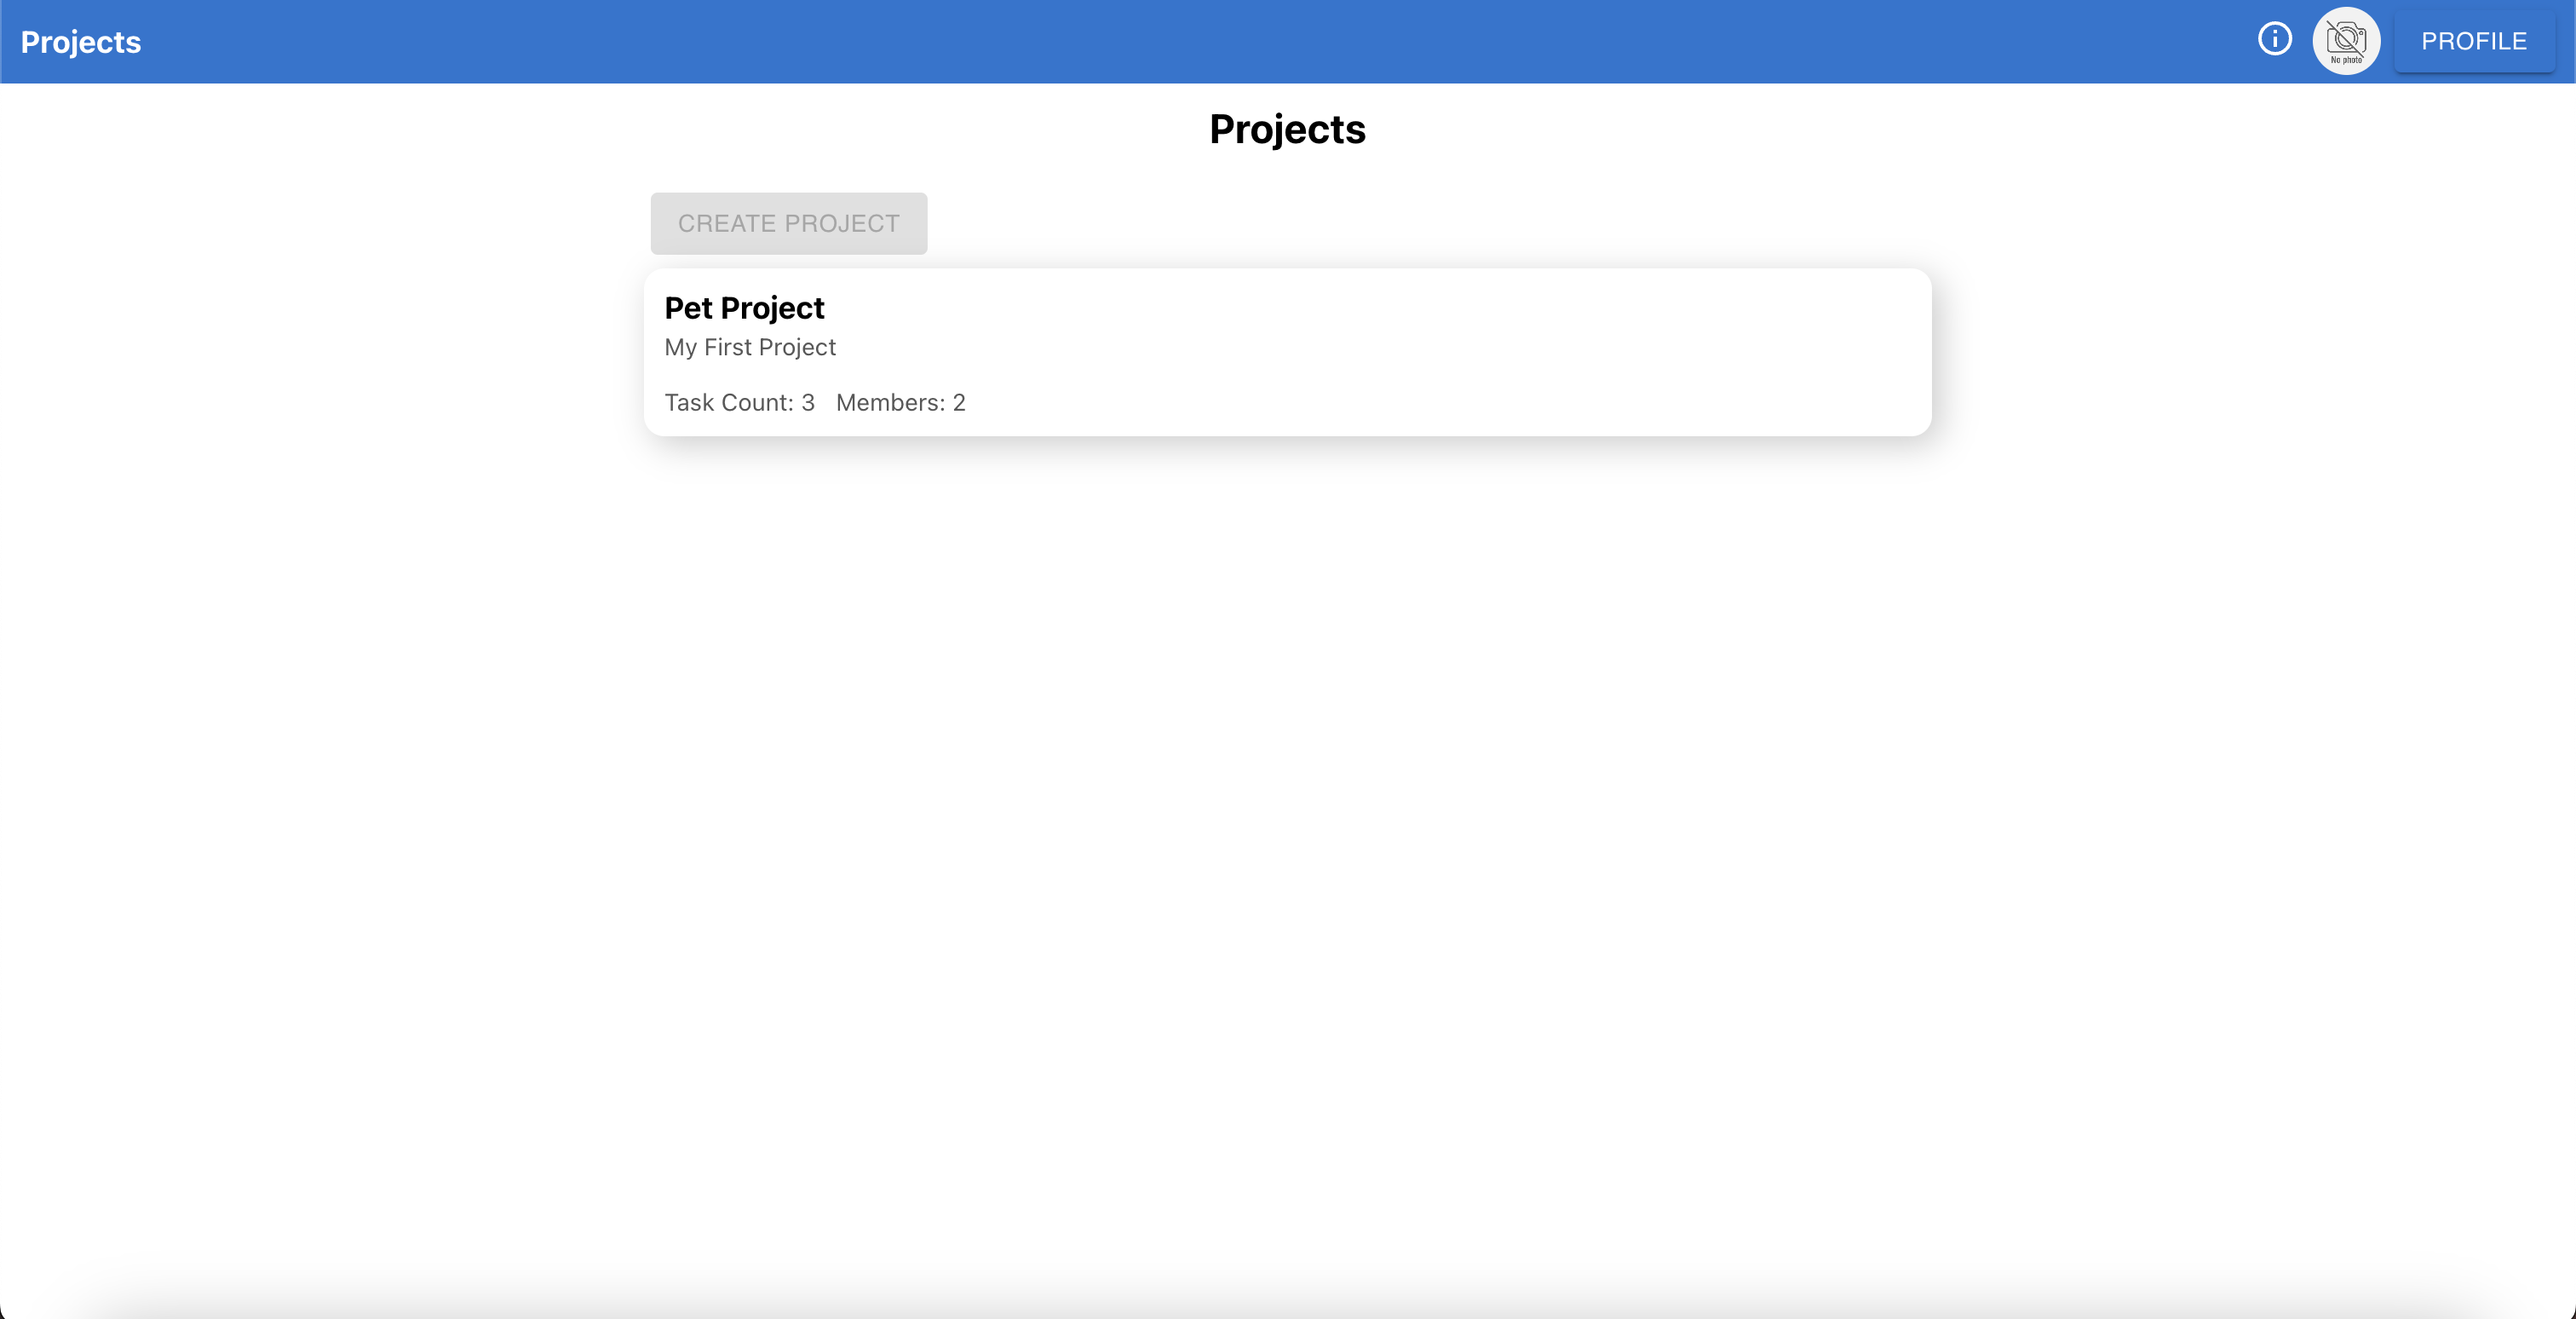 Projects
No photo
PROFILE
Projects
CREATE PROJECT
Pet Project
My First Project
Task Count: 3 Members: 2